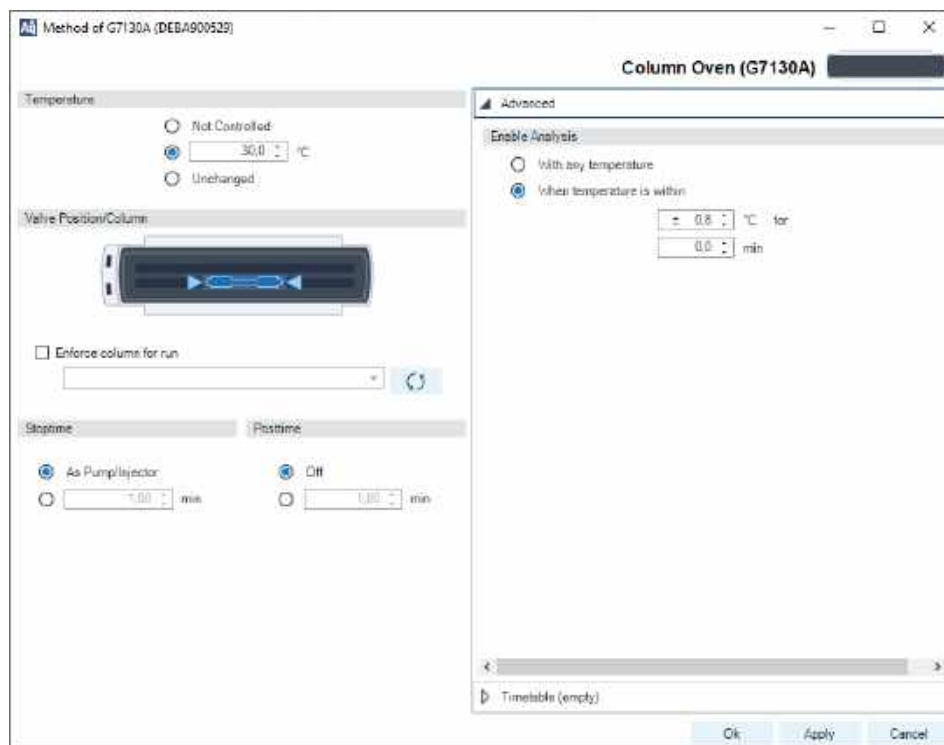 Method of G7130A (DEBA900529)
Column Oven (G7130A)
Temperature
Not Controlled
30,0 °C
Unchanged
Valve Position/Column
Enforce column for run
Stoptime
Posttime
As Pump/Injector
Off
1,00 min
1,00 min
Advanced
Enable Analysis
With any temperature
When temperature is within
± 0,8 °C for
0,0 min
Timetable (empty)
Ok
Apply
Cancel